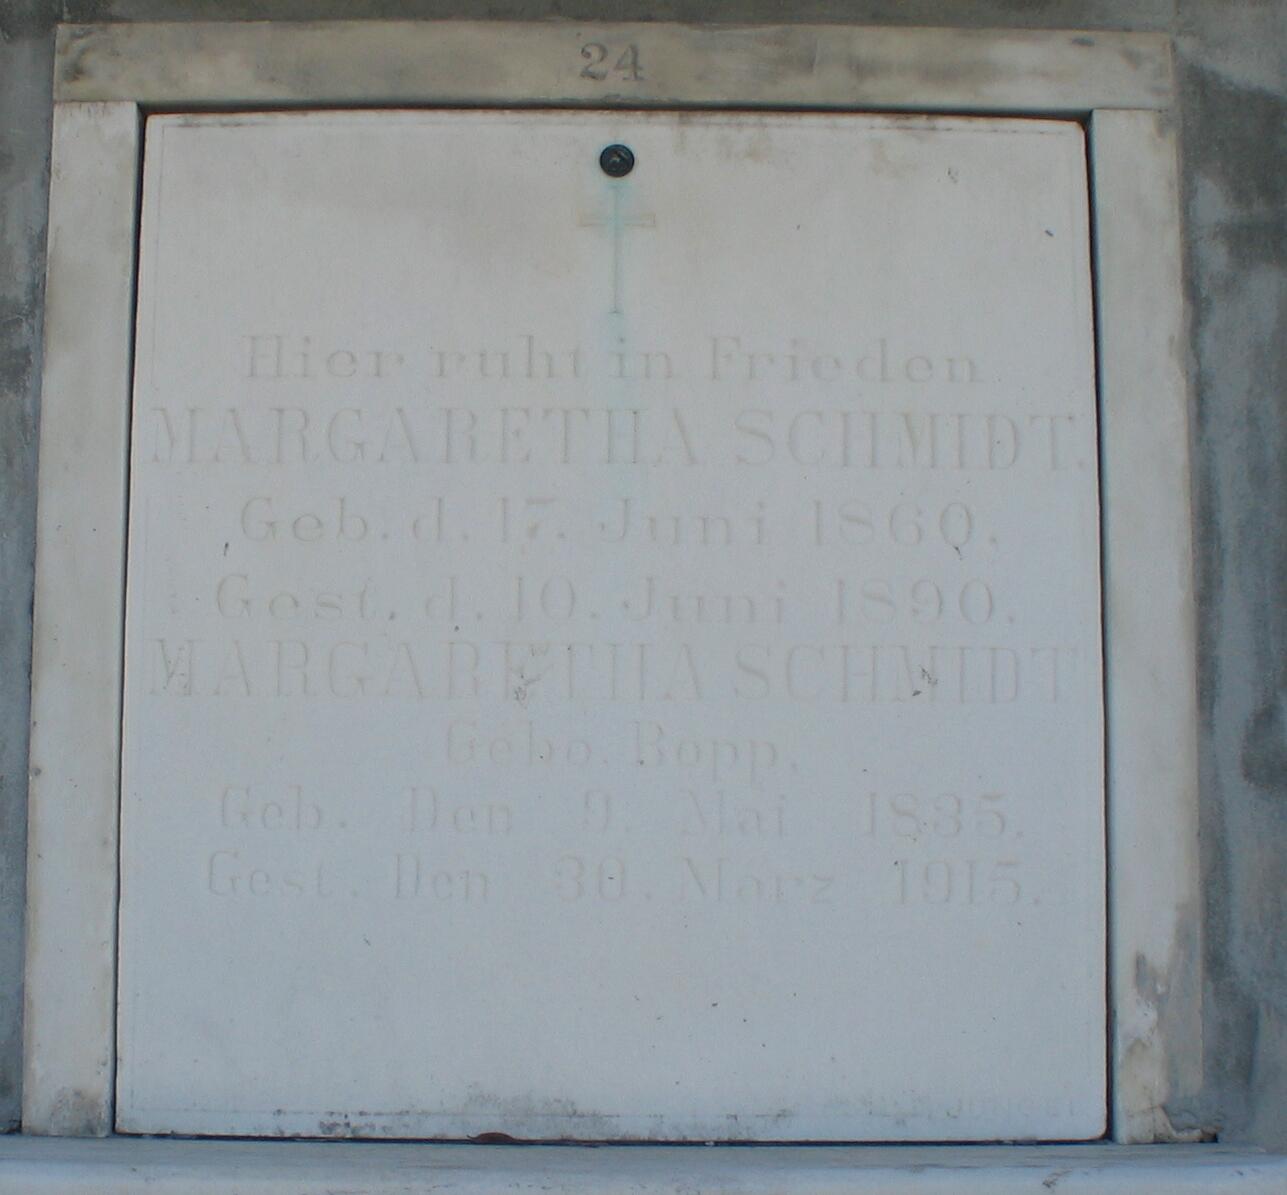 24
Hier ruht in Frieden
MARGARETHA SCHMIDT.
Geb. d. 17. Juni 1860.
Gest. d. 10. Juni 1890.
MARGARETHA SCHMIDT
Gebo. Bopp.
Geb. Den 9. Mai 1835.
Gest. Den 30. März 1915.